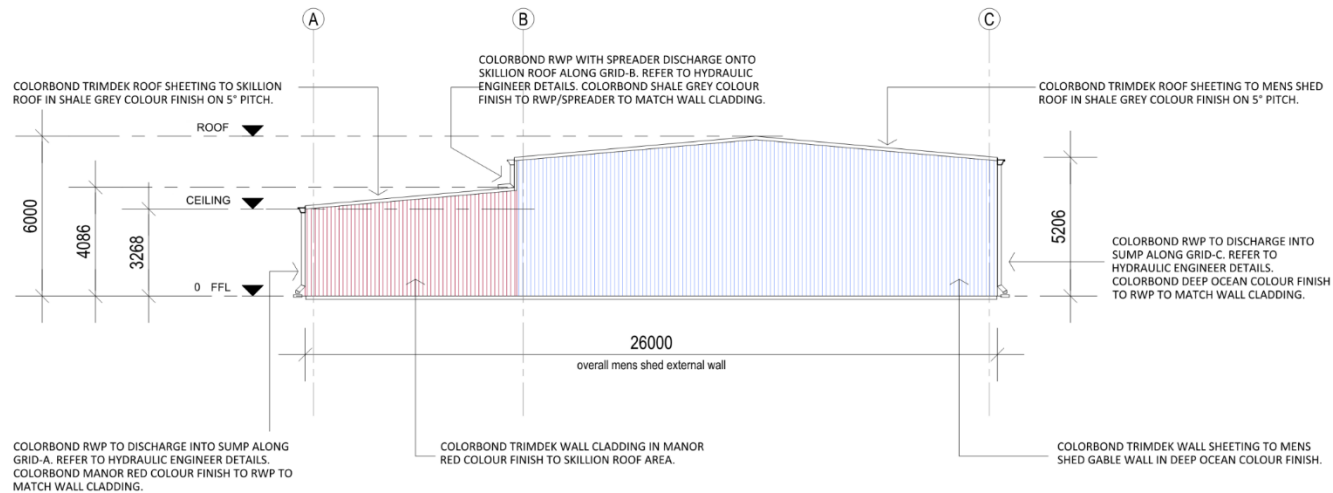 A
B
C
COLORBOND RWP WITH SPREADER DISCHARGE ONTO
SKILLION ROOF ALONG GRID-B. REFER TO HYDRAULIC
ENGINEER DETAILS. COLORBOND SHALE GREY COLOUR
FINISH TO RWP/SPREADER TO MATCH WALL CLADDING.
COLORBOND TRIMDEK ROOF SHEETING TO SKILLION
ROOF IN SHALE GREY COLOUR FINISH ON 5° PITCH.
COLORBOND TRIMDEK ROOF SHEETING TO MENS SHED
ROOF IN SHALE GREY COLOUR FINISH ON 5° PITCH.
ROOF
CEILING
0 FFL
6000
4086
3268
5206
COLORBOND RWP TO DISCHARGE INTO
SUMP ALONG GRID-C. REFER TO
HYDRAULIC ENGINEER DETAILS.
COLORBOND DEEP OCEAN COLOUR FINISH
TO RWP TO MATCH WALL CLADDING.
26000
overall mens shed external wall
COLORBOND RWP TO DISCHARGE INTO SUMP ALONG
GRID-A. REFER TO HYDRAULIC ENGINEER DETAILS.
COLORBOND MANOR RED COLOUR FINISH TO RWP TO
MATCH WALL CLADDING.
COLORBOND TRIMDEK WALL CLADDING IN MANOR
RED COLOUR FINISH TO SKILLION ROOF AREA.
COLORBOND TRIMDEK WALL SHEETING TO MENS
SHED GABLE WALL IN DEEP OCEAN COLOUR FINISH.